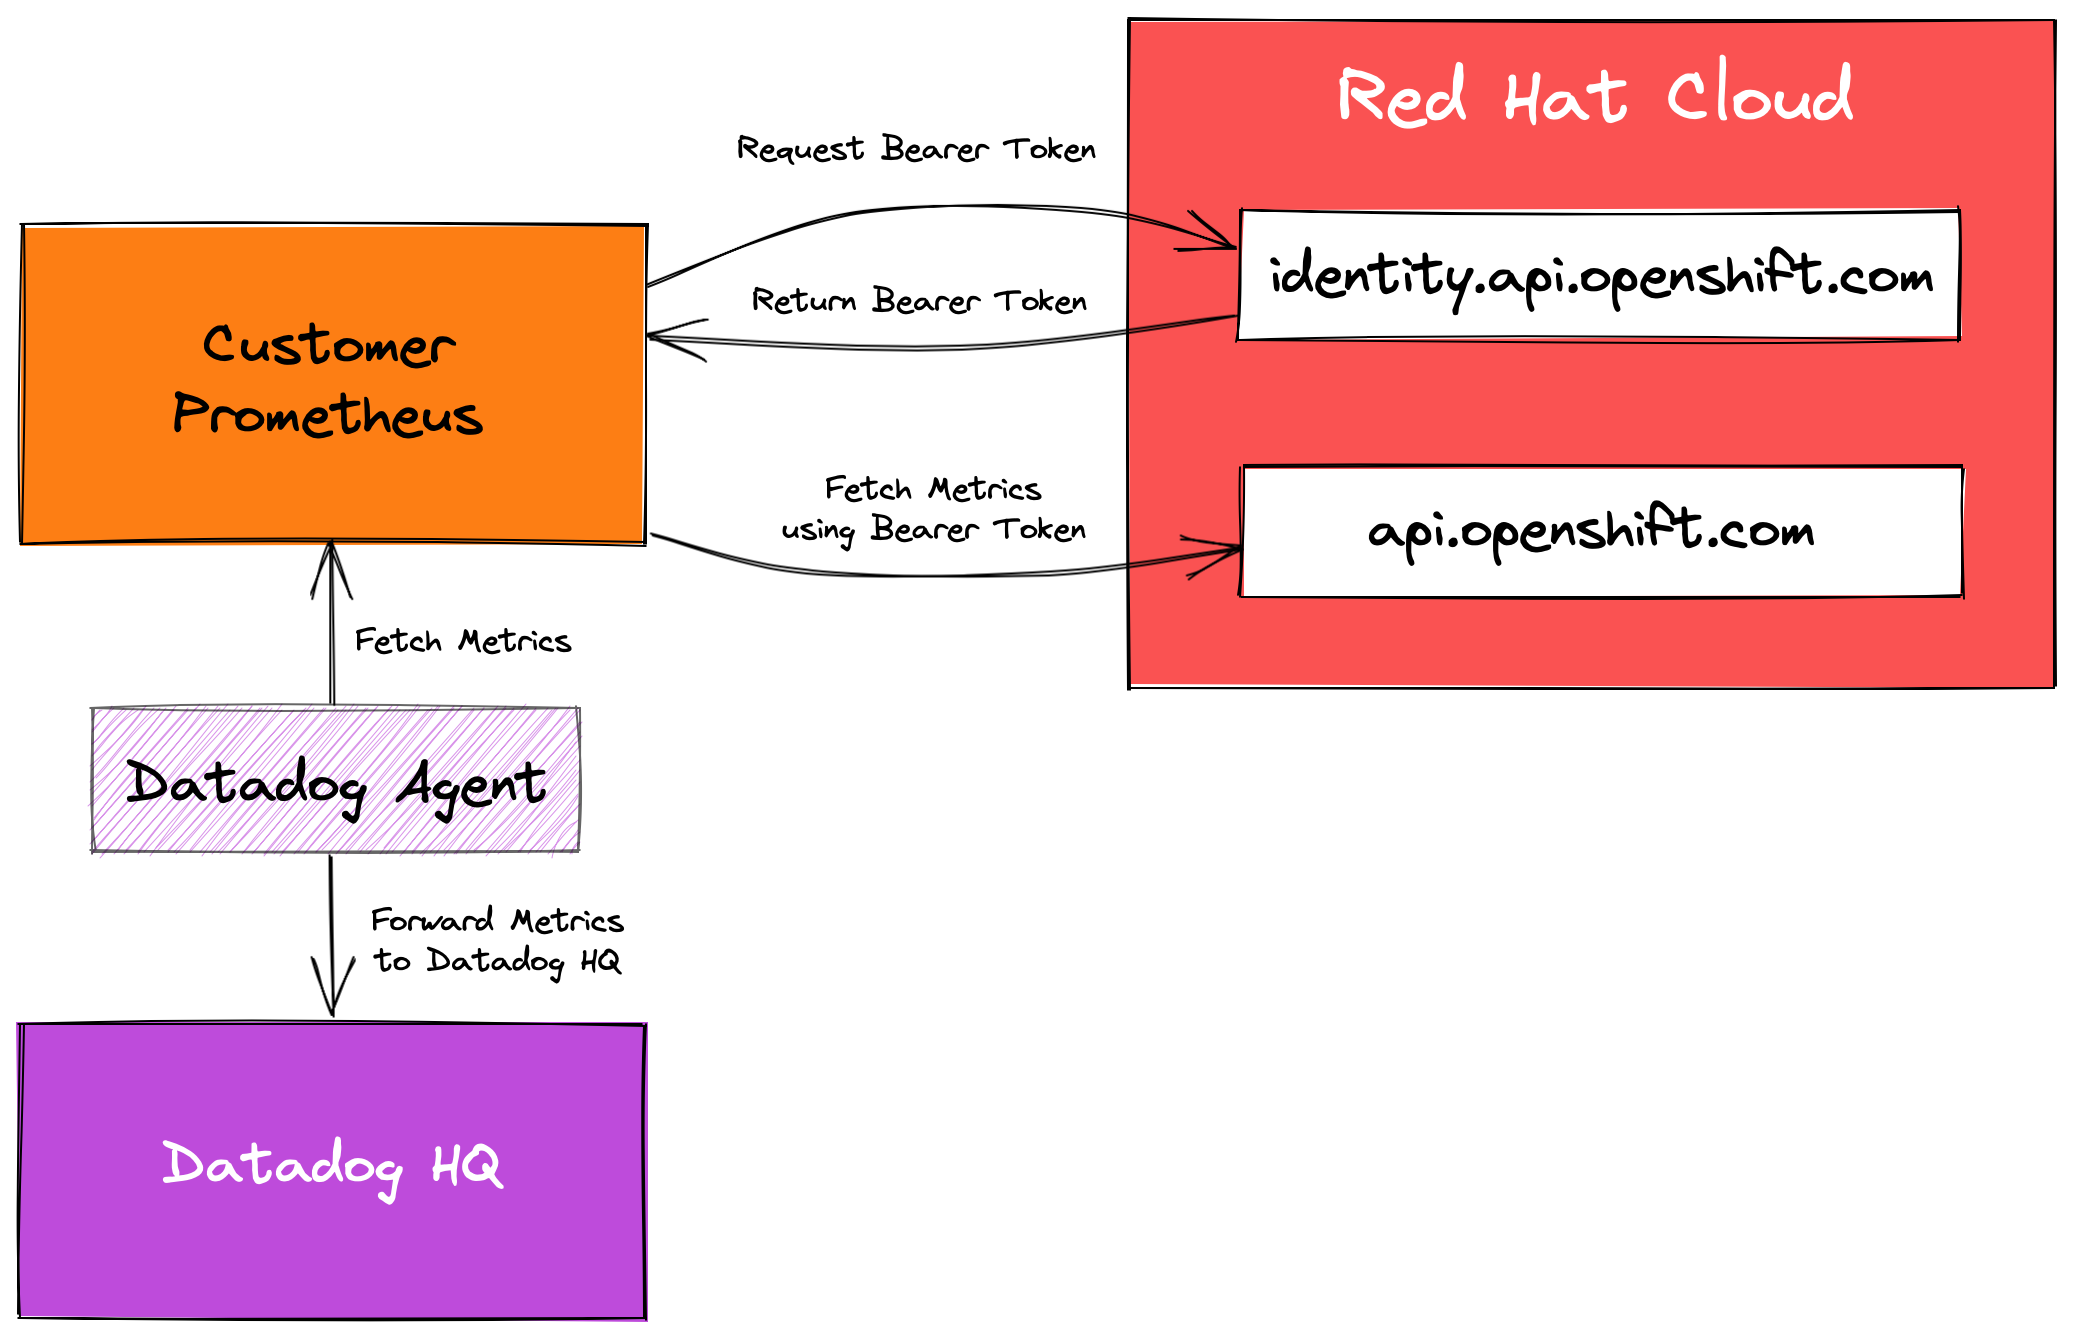 Red Hat Cloud
Request Bearer Token
identity.api.openshift.com
Return Bearer Token
Customer
Prometheus
Fetch Metrics
using Bearer Token
api.openshift.com
Fetch Metrics
Datadog Agent
Forward Metrics
to Datadog HQ
Datadog HQ